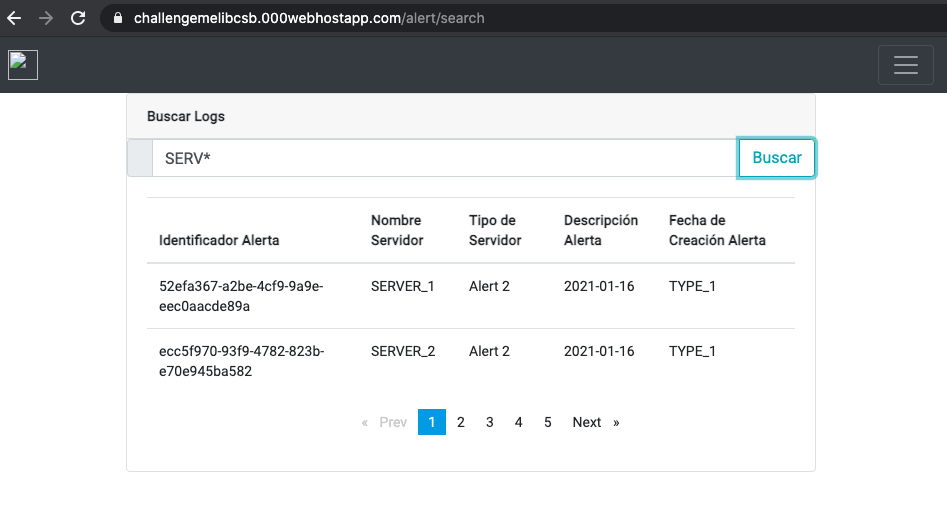 challengemelibcsb.000webhostapp.com/alert/search
Buscar Logs
SERV*
Buscar
Identificador Alerta
Nombre Servidor
Tipo de Servidor
Descripción Alerta
Fecha de Creación Alerta
52efa367-a2be-4cf9-9a9e-
eec0aacde89a
SERVER_1
Alert 2
2021-01-16
TYPE_1
ecc5f970-93f9-4782-823b-
e70e945ba582
SERVER_2
Alert 2
2021-01-16
TYPE_1
« Prev 1 2 3 4 5 Next »